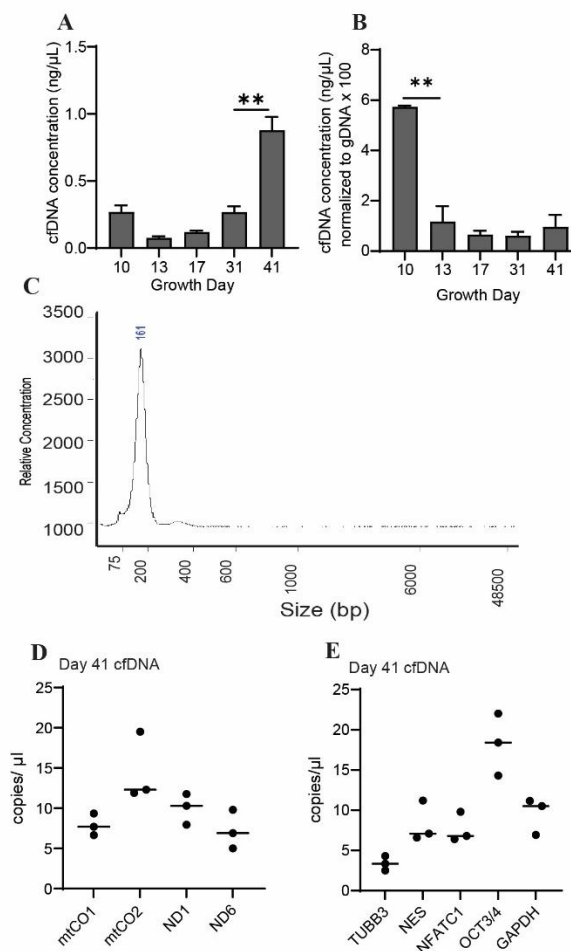 A
cfDNA concentration (ng/µL)
1.5
1.0
0.5
0.0
**
10 13 17 31 41
Growth Day
B
cfDNA concentration (ng/µL)
normalized to gDNA x 100
8
6
4
2
0
**
10 13 17 31 41
Growth Day
C
Relative Concentration
3500
3000
2000
1500
1000
161
75 200 400 600 1000 6000 48500
Size (bp)
D
Day 41 cfDNA
copies/ µl
25
20
15
10
5
0
mtCO1 mtCO2 ND1 ND6
E
Day 41 cfDNA
copies/ µl
25
20
15
10
5
0
TUBB3 NES NFATC1 OCT3/4 GAPDH